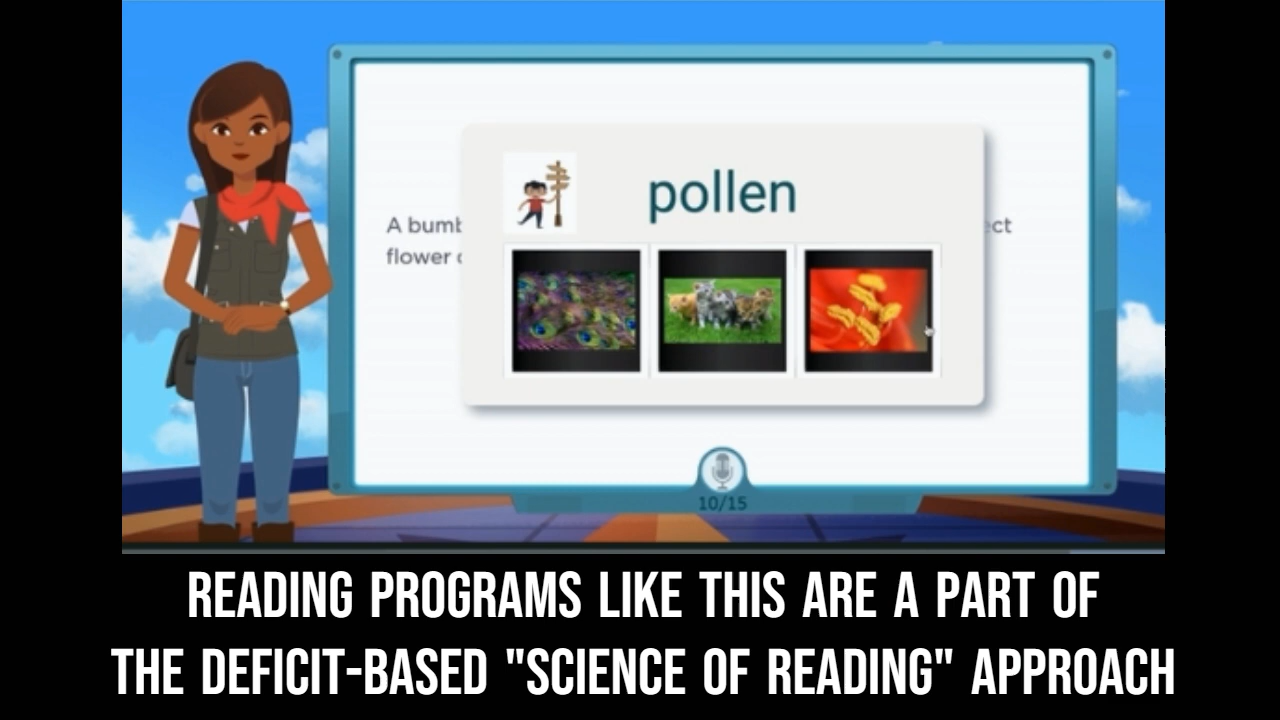 pollen
A bumb
ect
flower
10/15
READING PROGRAMS LIKE THIS ARE A PART OF
THE DEFICIT-BASED "SCIENCE OF READING" APPROACH